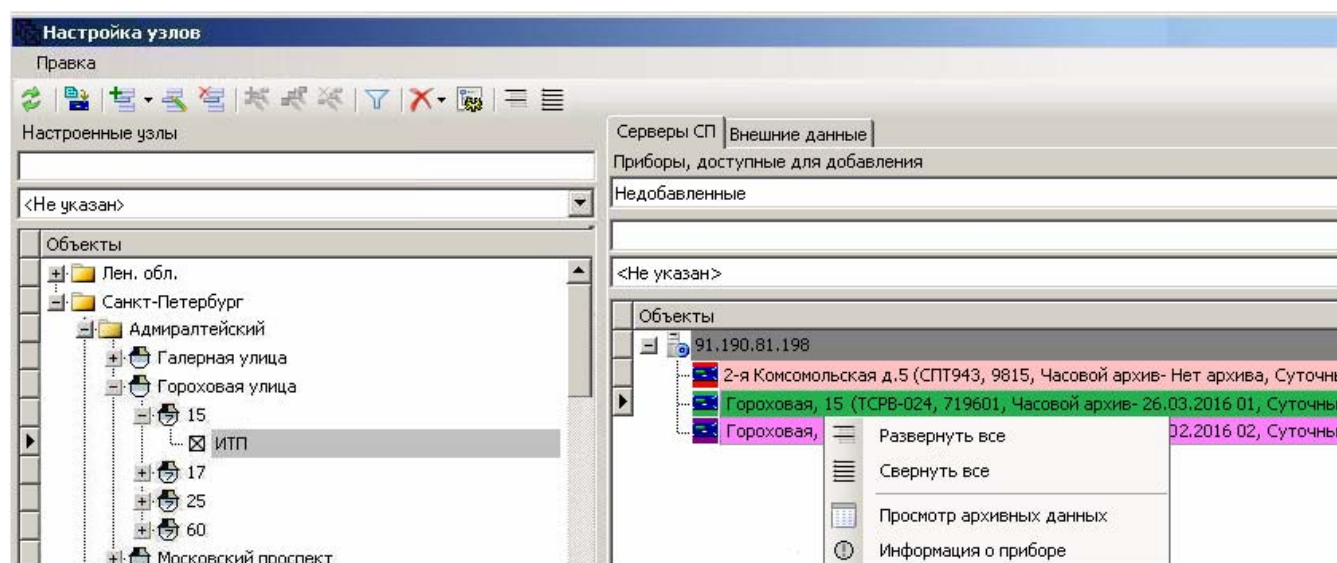 Настройка узлов
Правка
Настроенные узлы
<Не указан>
Объекты
Лен. обл.
Санкт-Петербург
Адмиралтейский
Галерная улица
Гороховая улица
15
ИТП
17
25
60
Московский проспект
Серверы СП
Внешние данные
Приборы, доступные для добавления
Недобавленные
<Не указан>
Объекты
91.190.81.198
2-я Комсомольская д.5 (СПТ943, 9815, Часовой архив- Нет архива, Суточн
Гороховая, 15 (ТСРВ-024, 719601, Часовой архив- 26.03.2016 01, Суточны
Гороховая, 02.2016 02, Суточны
Развернуть все
Свернуть все
Просмотр архивных данных
Информация о приборе